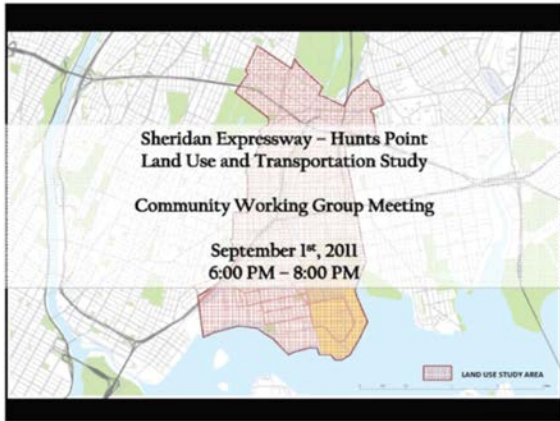 Sheridan Expressway – Hunts Point
Land Use and Transportation Study
Community Working Group Meeting
September 1st, 2011
6:00 PM – 8:00 PM
LAND USE STUDY AREA